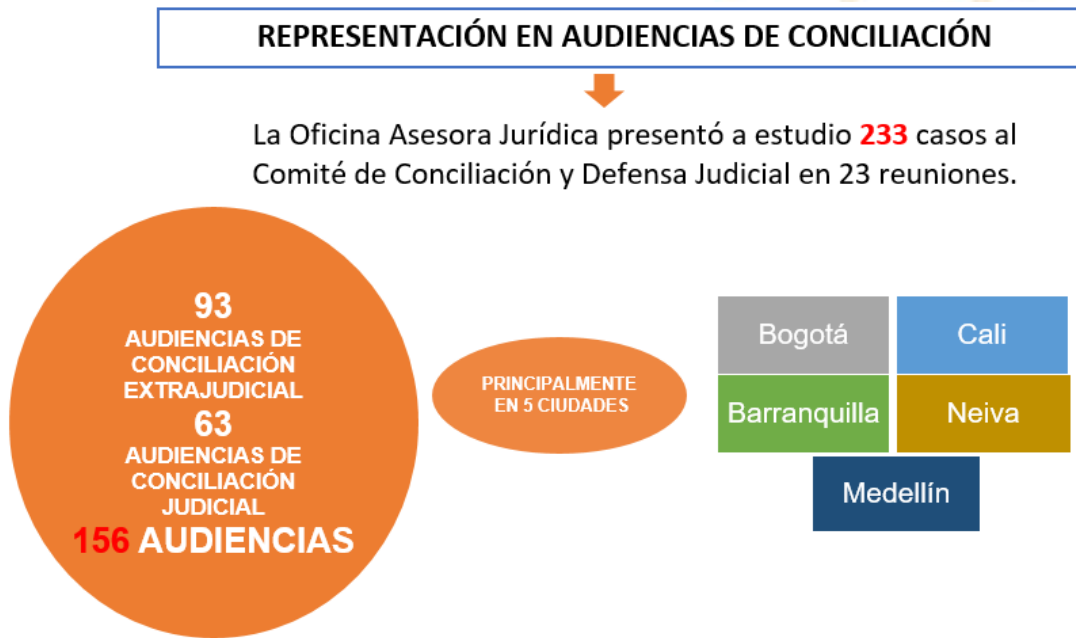 REPRESENTACIÓN EN AUDIENCIAS DE CONCILIACIÓN
La Oficina Asesora Jurídica presentó a estudio 233 casos al
Comité de Conciliación y Defensa Judicial en 23 reuniones.
93
AUDIENCIAS DE
CONCILIACIÓN
EXTRAJUDICIAL
63
AUDIENCIAS DE
CONCILIACIÓN
JUDICIAL
156 AUDIENCIAS
PRINCIPALMENTE
EN 5 CIUDADES
Bogotá
Cali
Barranquilla
Neiva
Medellín